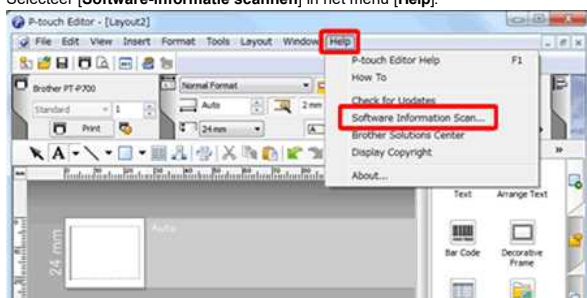 Selecteer [Software-informatie scannen] in het menu [Help].
P-touch Editor - [Layout2]
File Edit View Insert Format Tools Layout Window Help
P-touch Editor Help F1
How To
Check for Updates
Software Information Scan...
Brother Solutions Center
Display Copyright
About...
Brother PT-P700
Normal Format
Standard 1
Auto
2 mm
Print
24 mm
A
A
Auto
24 mm
Text
Arrange Text
Bar Code
Decorative Frame